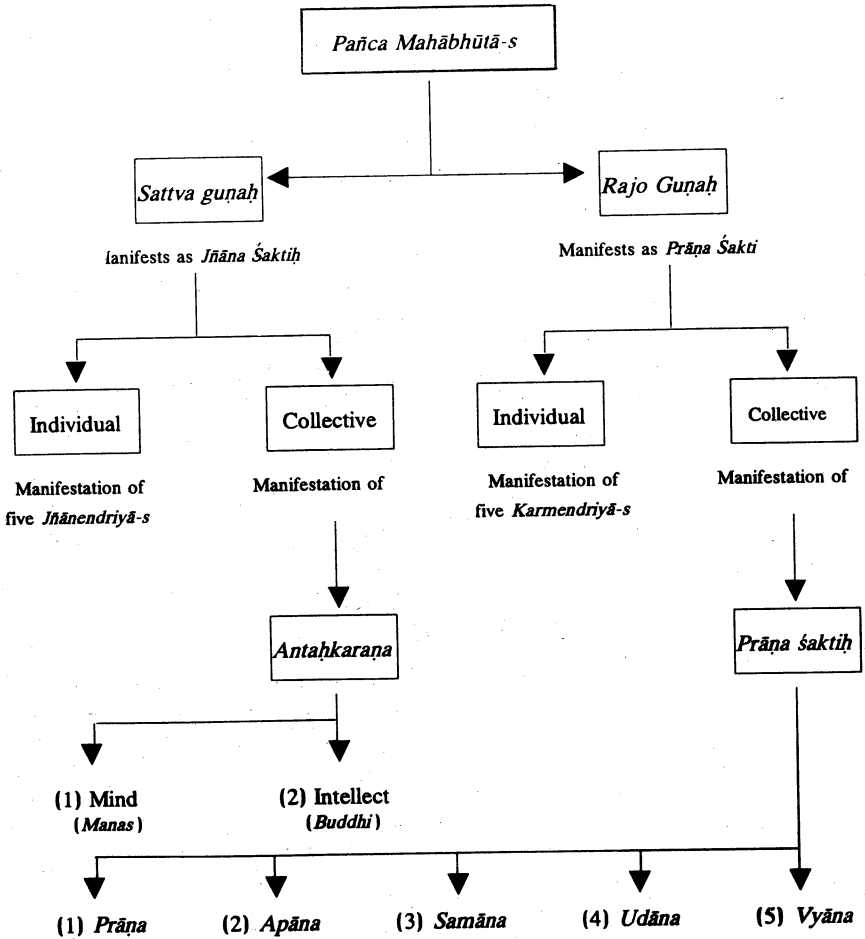 Pañca Mahābhūtā-s
Sattva guṇaḥ
Rajo Guṇaḥ
lanifests as Jñāna Śaktiḥ
Manifests as Prāṇa Śakti
Individual
Collective
Individual
Collective
Manifestation of
five Jñānendriyā-s
Manifestation of
Manifestation of
five Karmendriyā-s
Manifestation of
Antaḥkaraṇa
Prāṇa śaktiḥ
(1) Mind
(Manas)
(2) Intellect
(Buddhi)
(1) Prāṇa
(2) Apāna
(3) Samāna
(4) Udāna
(5) Vyāna